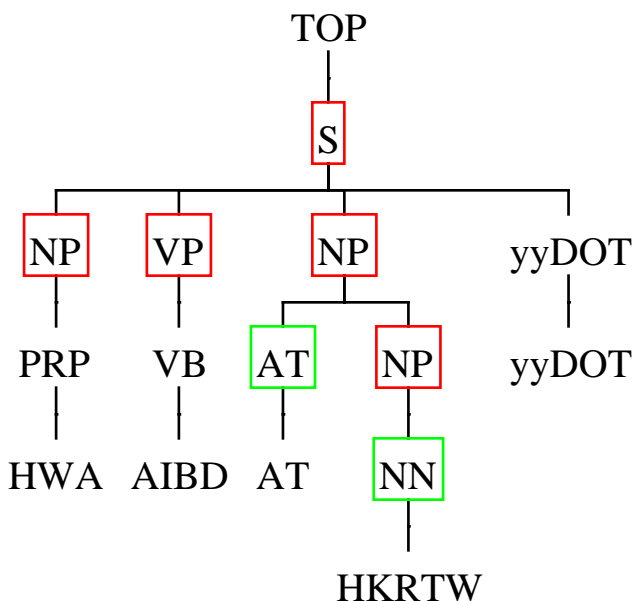 TOP
S
NP VP NP yyDOT
PRP VB AT NP yyDOT
HWA AIBD AT NN
HKRTW